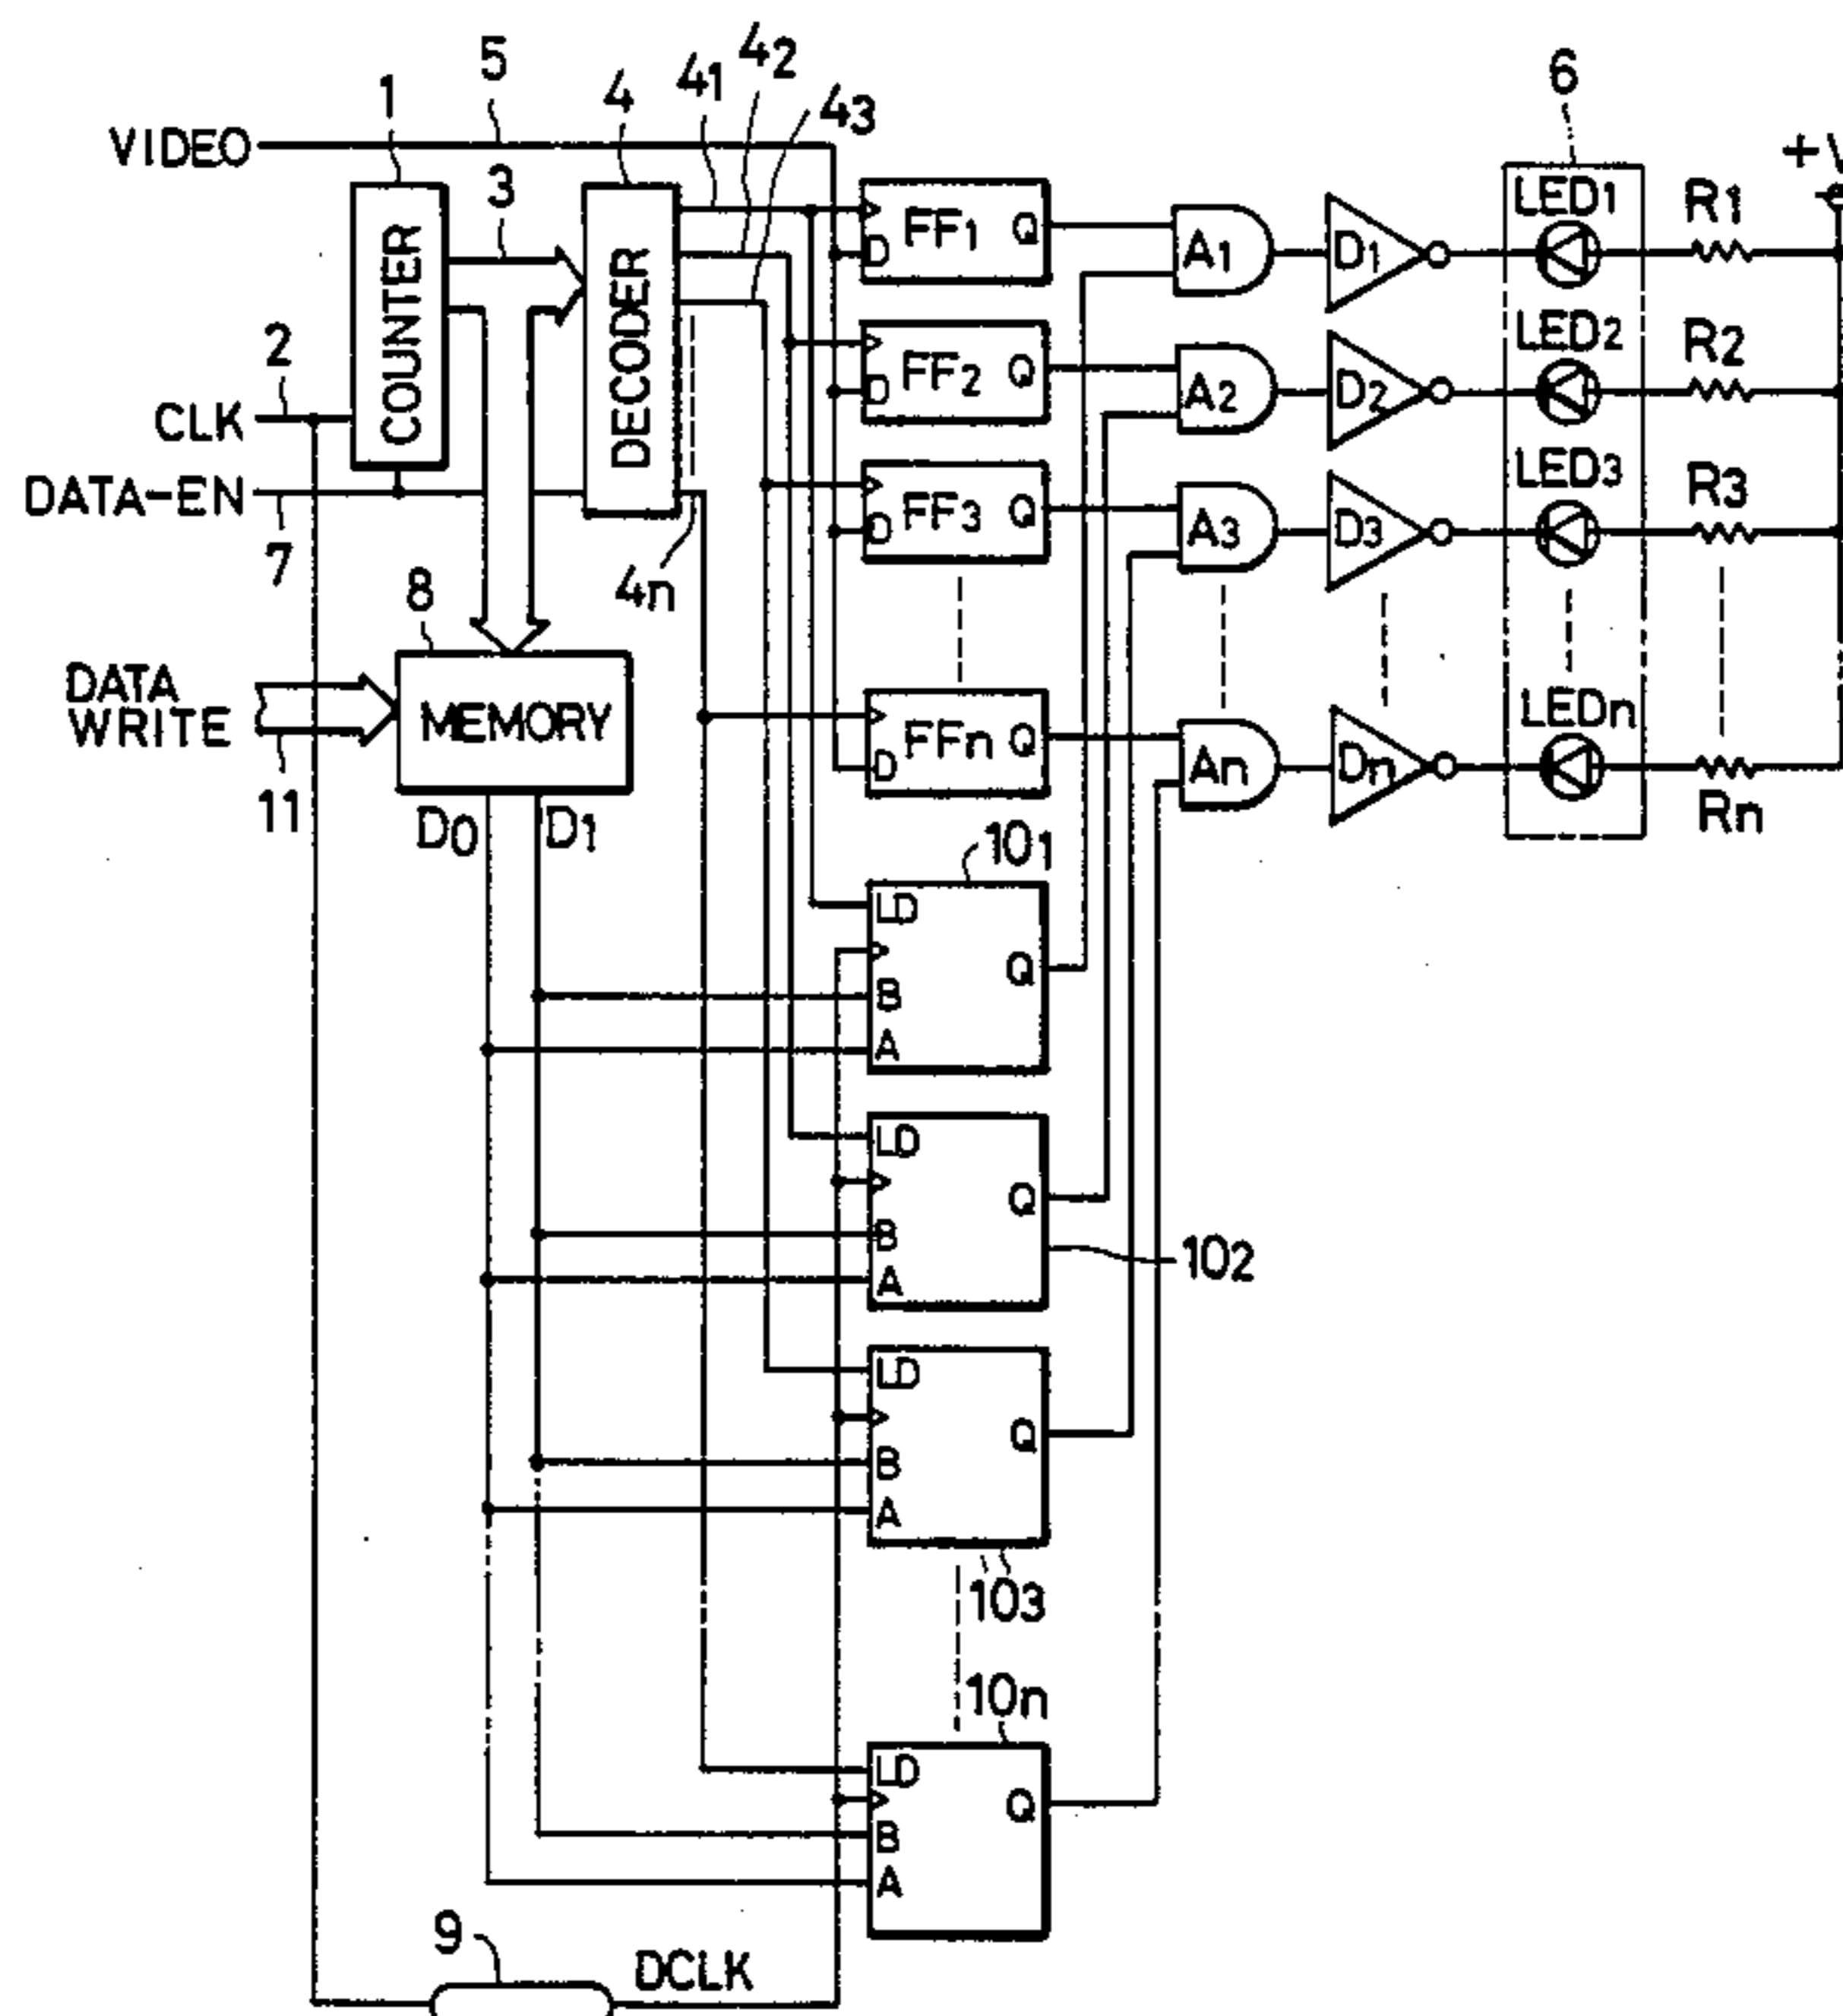 5
1
4
4₁
4₂
4₃
6
VIDEO
3
+V
COUNTER
DECODER
FF₁
D
Q
A₁
D₁
LED₁
R₁
2
CLK
FF₂
D
Q
A₂
D₂
LED₂
R₂
DATA-EN
7
FF₃
D
Q
A₃
D₃
LED₃
R₃
4n
8
DATA
WRITE
11
MEMORY
D₀
D₁
FFn
D
Q
An
Dn
LEDn
Rn
10₁
LD
B
A
Q
LD
B
A
Q
10₂
LD
B
A
Q
10₃
10n
LD
B
A
Q
9
DCLK